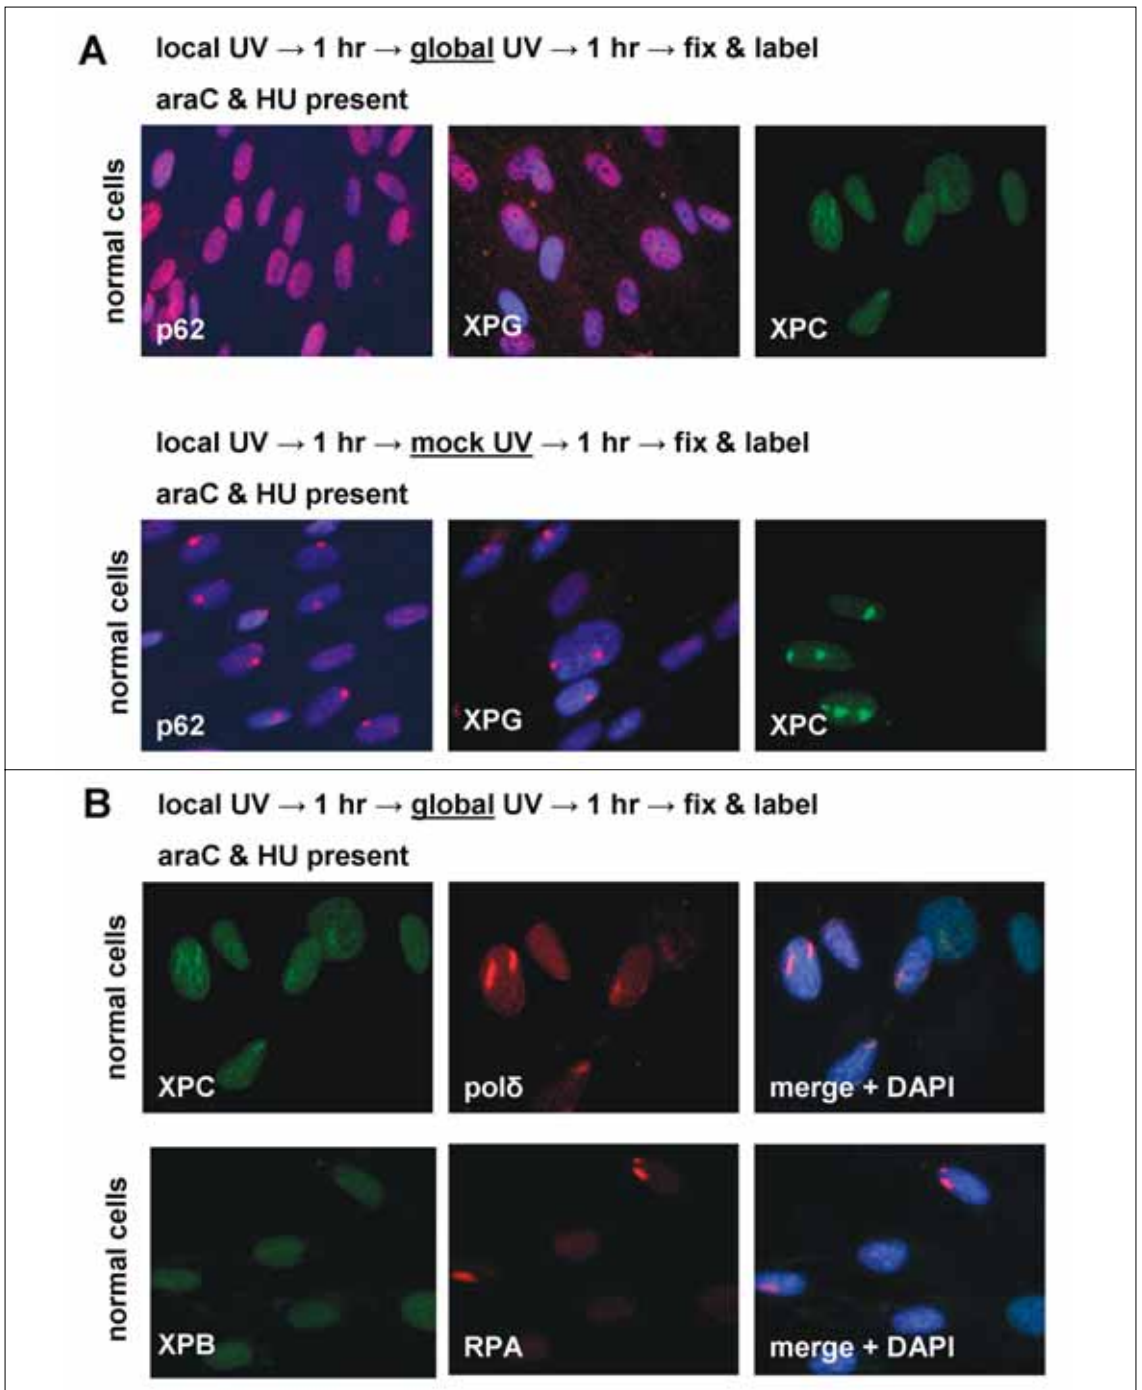 A
local UV → 1 hr → global UV → 1 hr → fix & label
araC & HU present
normal cells
p62
XPG
XPC
local UV → 1 hr → mock UV → 1 hr → fix & label
araC & HU present
normal cells
p62
XPG
XPC
B
local UV → 1 hr → global UV → 1 hr → fix & label
araC & HU present
normal cells
XPC
polδ
merge + DAPI
normal cells
XPB
RPA
merge + DAPI